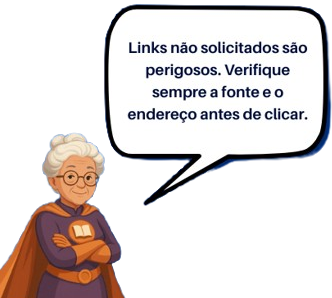 Links não solicitados são
perigosos. Verifique
sempre a fonte e o
endereço antes de clicar.